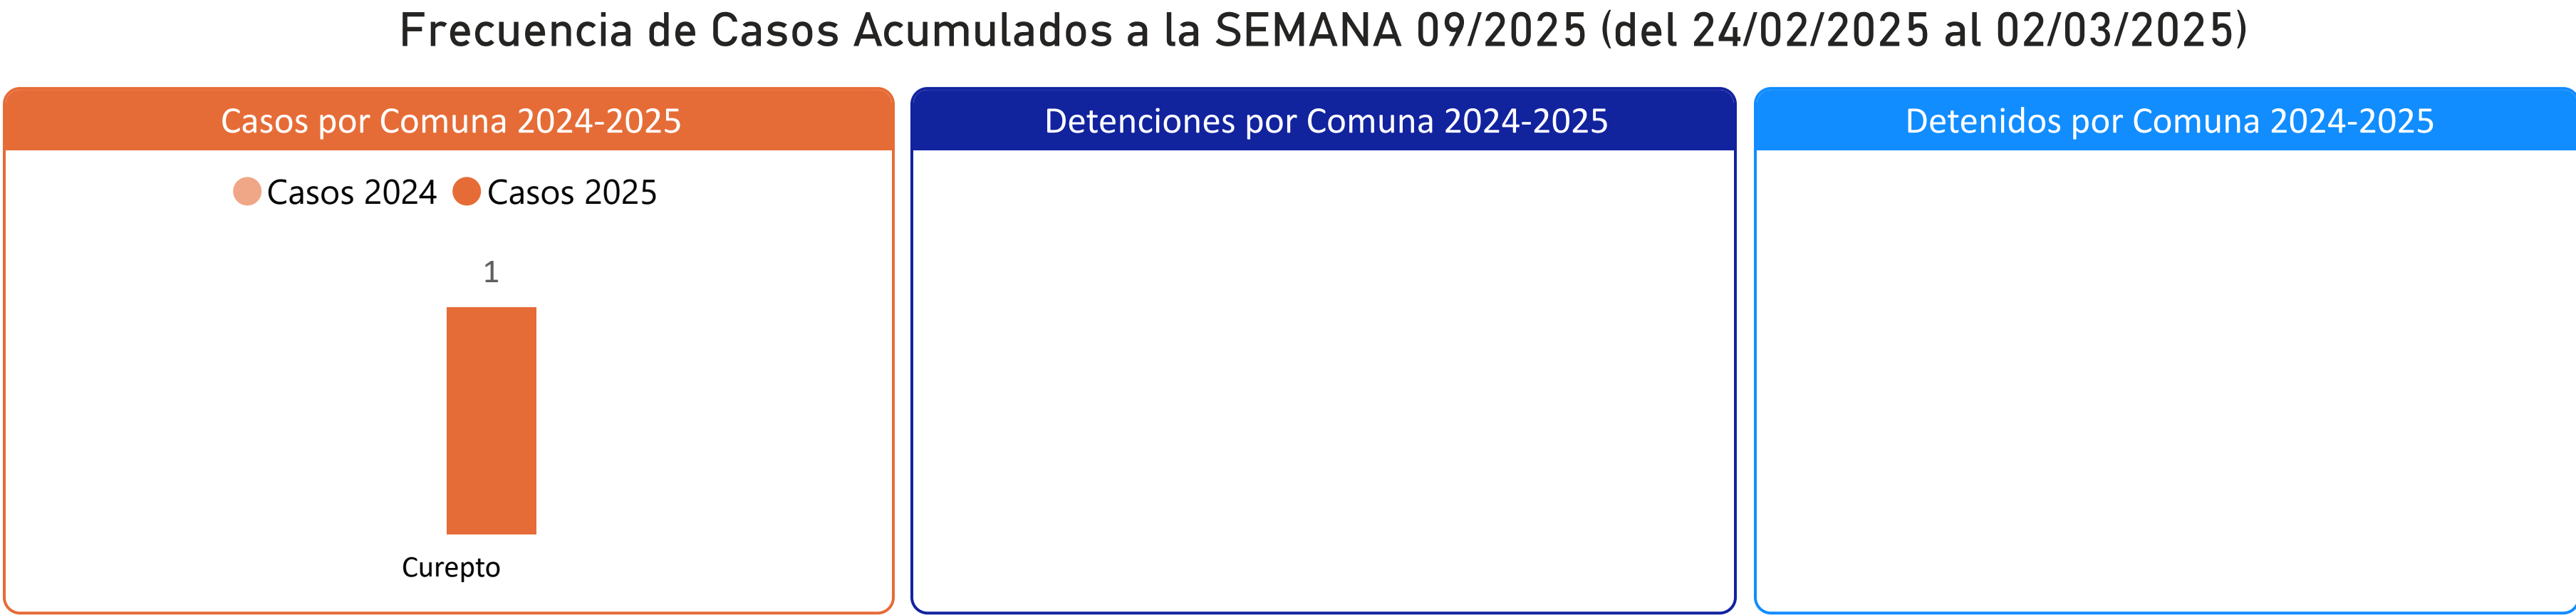 Frecuencia de Casos Acumulados a la SEMANA 09/2025 (del 24/02/2025 al 02/03/2025)
Casos por Comuna 2024-2025
Casos 2024 Casos 2025
1
Curepto
Detenciones por Comuna 2024-2025
Detenidos por Comuna 2024-2025